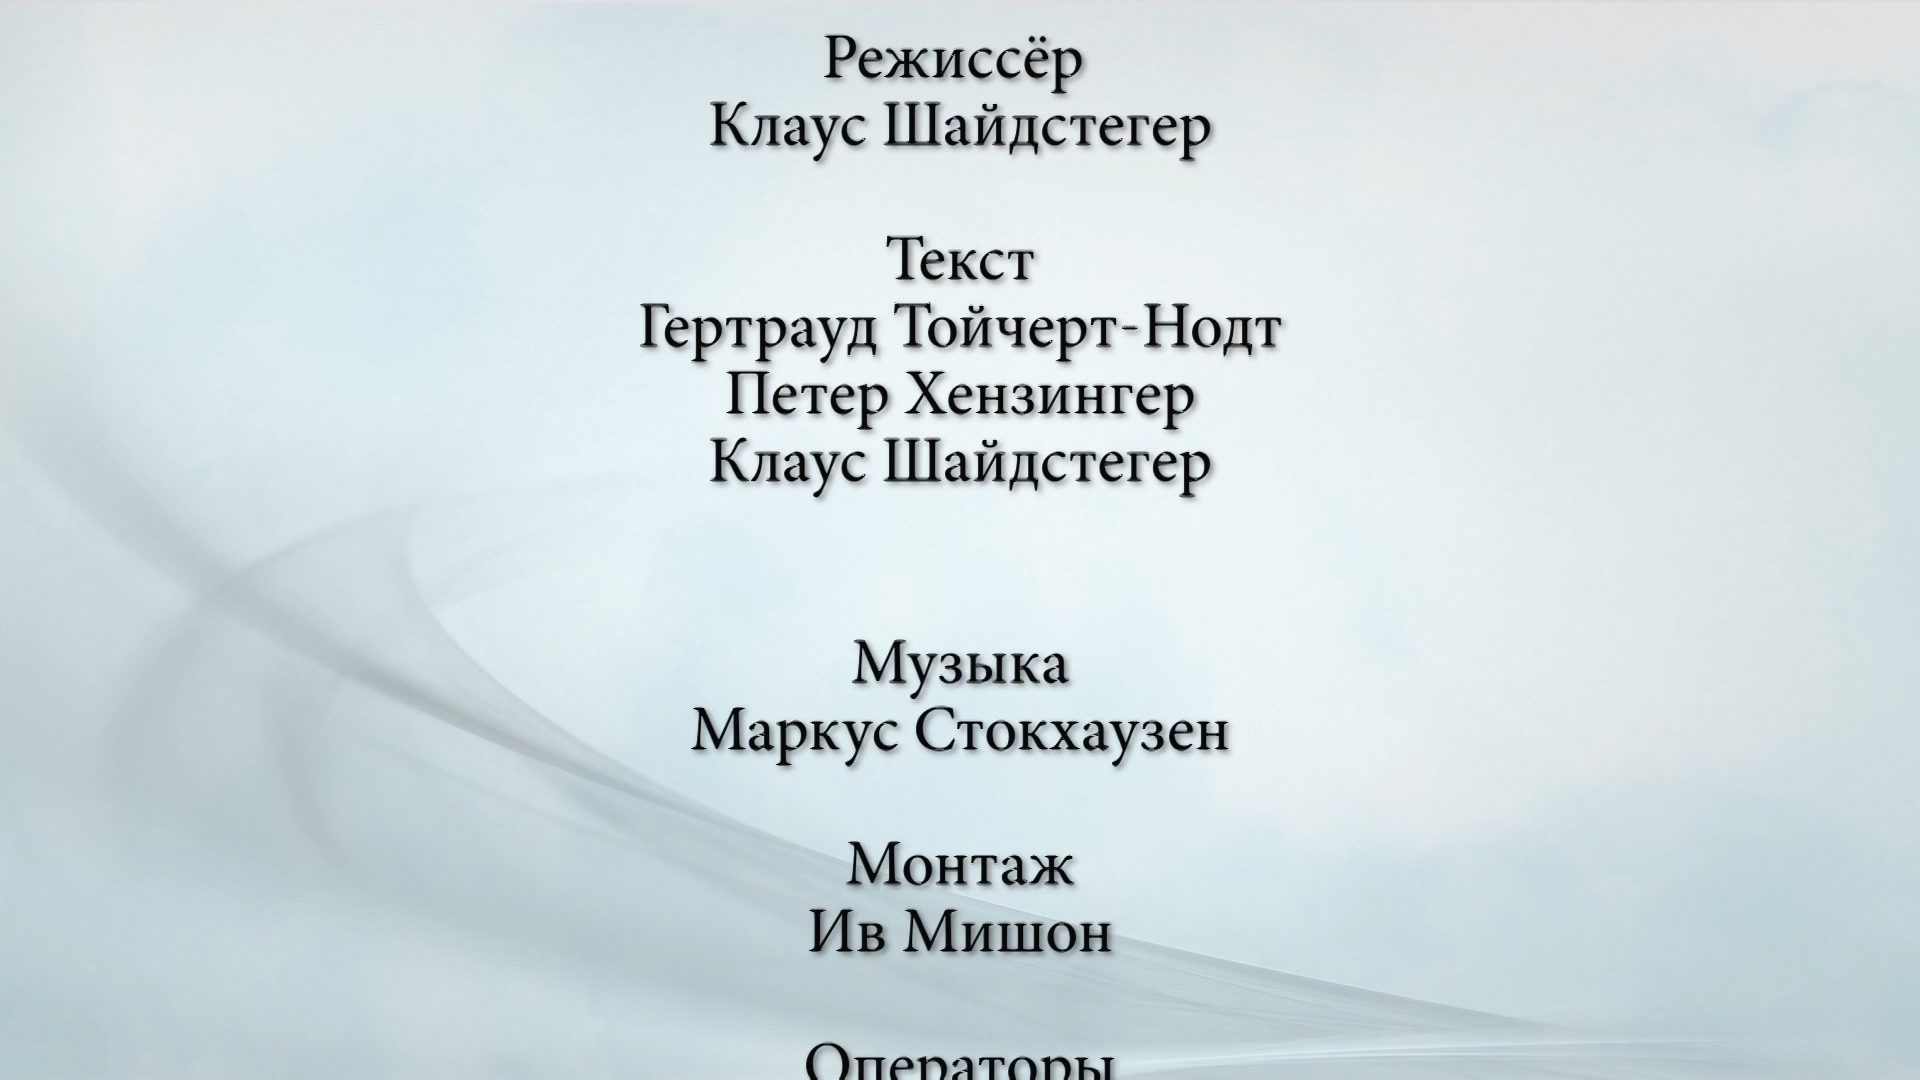 Режиссёр
Клаус Шайдстегер
Текст
Гертрауд Тойчерт-Нодт
Петер Хензингер
Клаус Шайдстегер
Музыка
Маркус Стокхаузен
Монтаж
Ив Мишон
Операторы